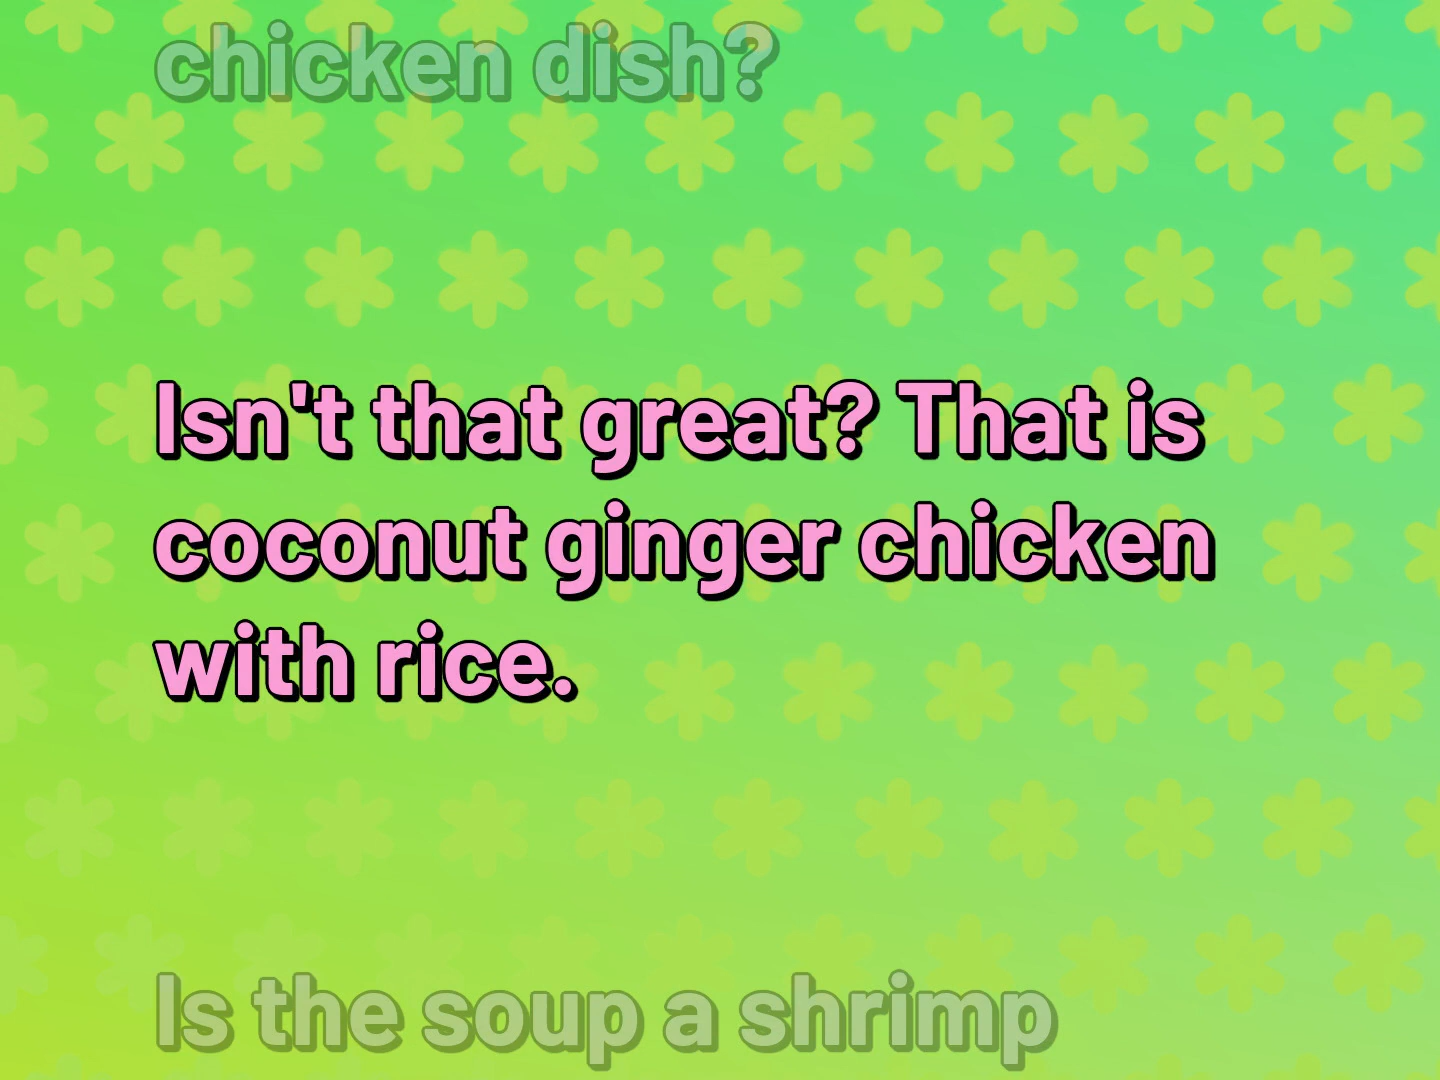 chicken dish?
Isn't that great? That is
coconut ginger chicken
with rice.
Is the soup a shrimp